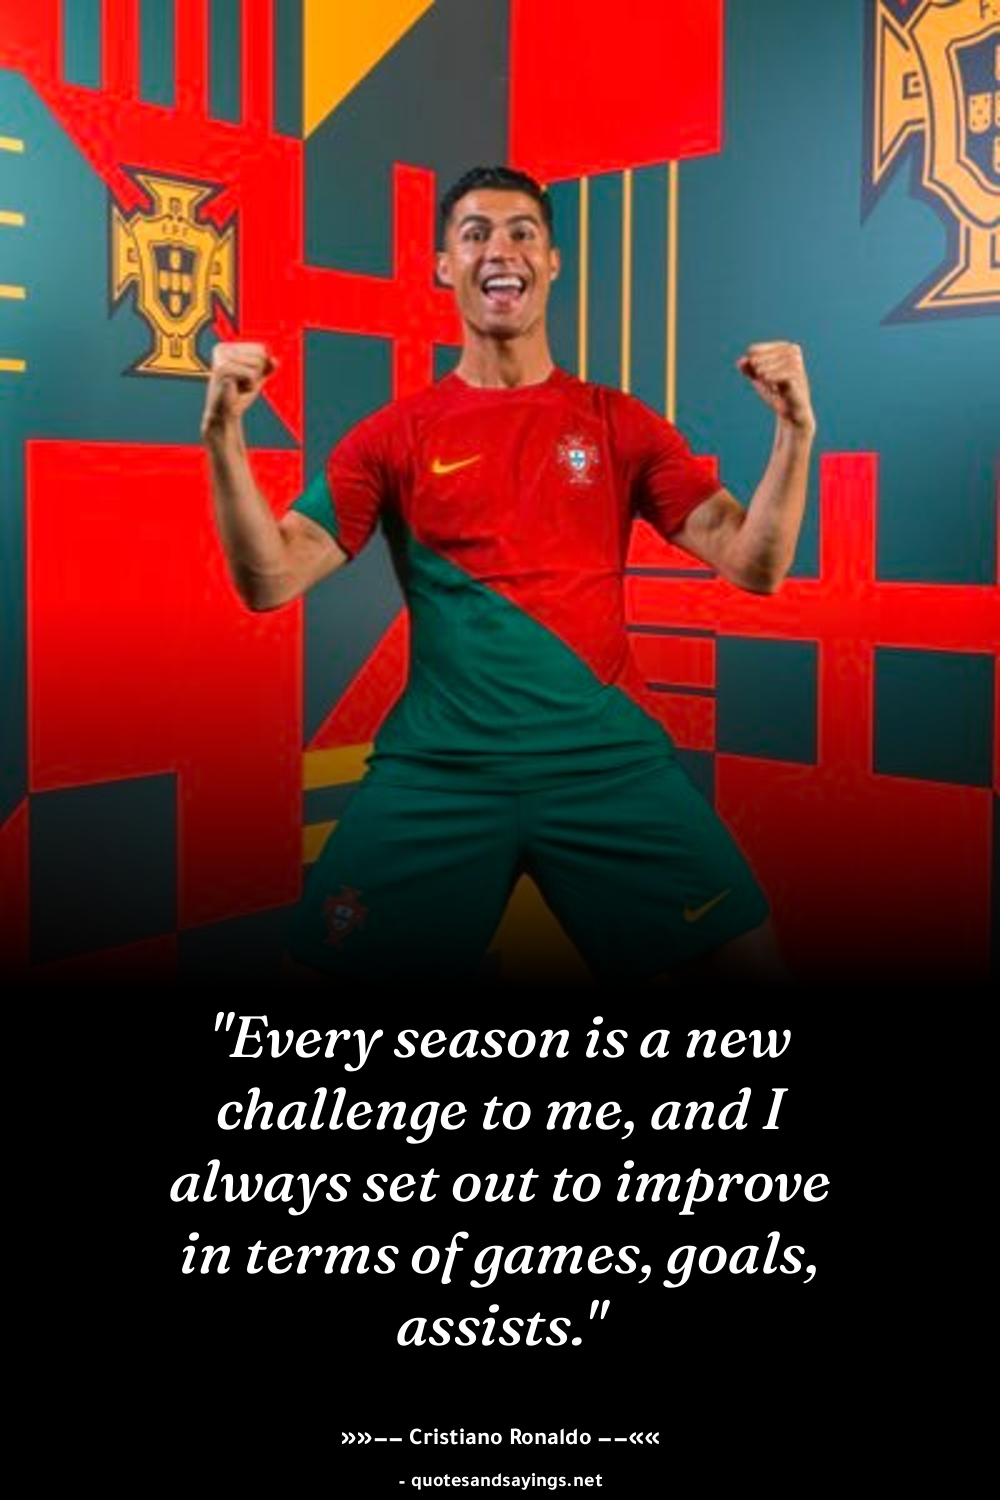 "Every season is a new
challenge to me, and I
always set out to improve
in terms of games, goals,
assists."
»»–– Cristiano Ronaldo ––««
- quotesandsayings.net